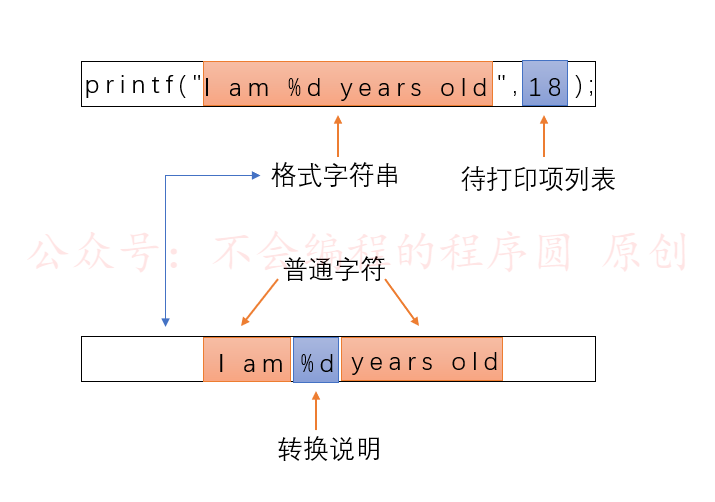 printf("I am %d years old", 18);
格式字符串 待打印项列表
公众号：不会编程的程序圆 原创
普通字符
I am %d years old
转换说明